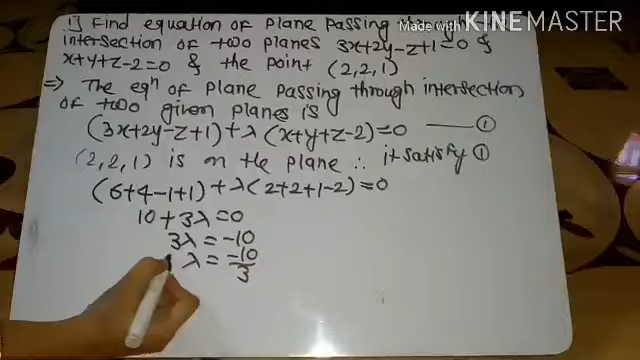 1) Find equation of plane passing through
Made with KINEMASTER
intersection of two planes 3x+2y-z+1=0 &
x+y+z-2=0 & the point (2,2,1)
⇒ The eqⁿ of plane passing through intersection
of two given planes is
(3x+2y-z+1)+λ(x+y+z-2)=0 — ①
(2,2,1) is on the plane ∴ it satisfy ①
(6+4-1+1)+λ(2+2+1-2)=0
10+3λ=0
3λ=-10
λ=-10/3